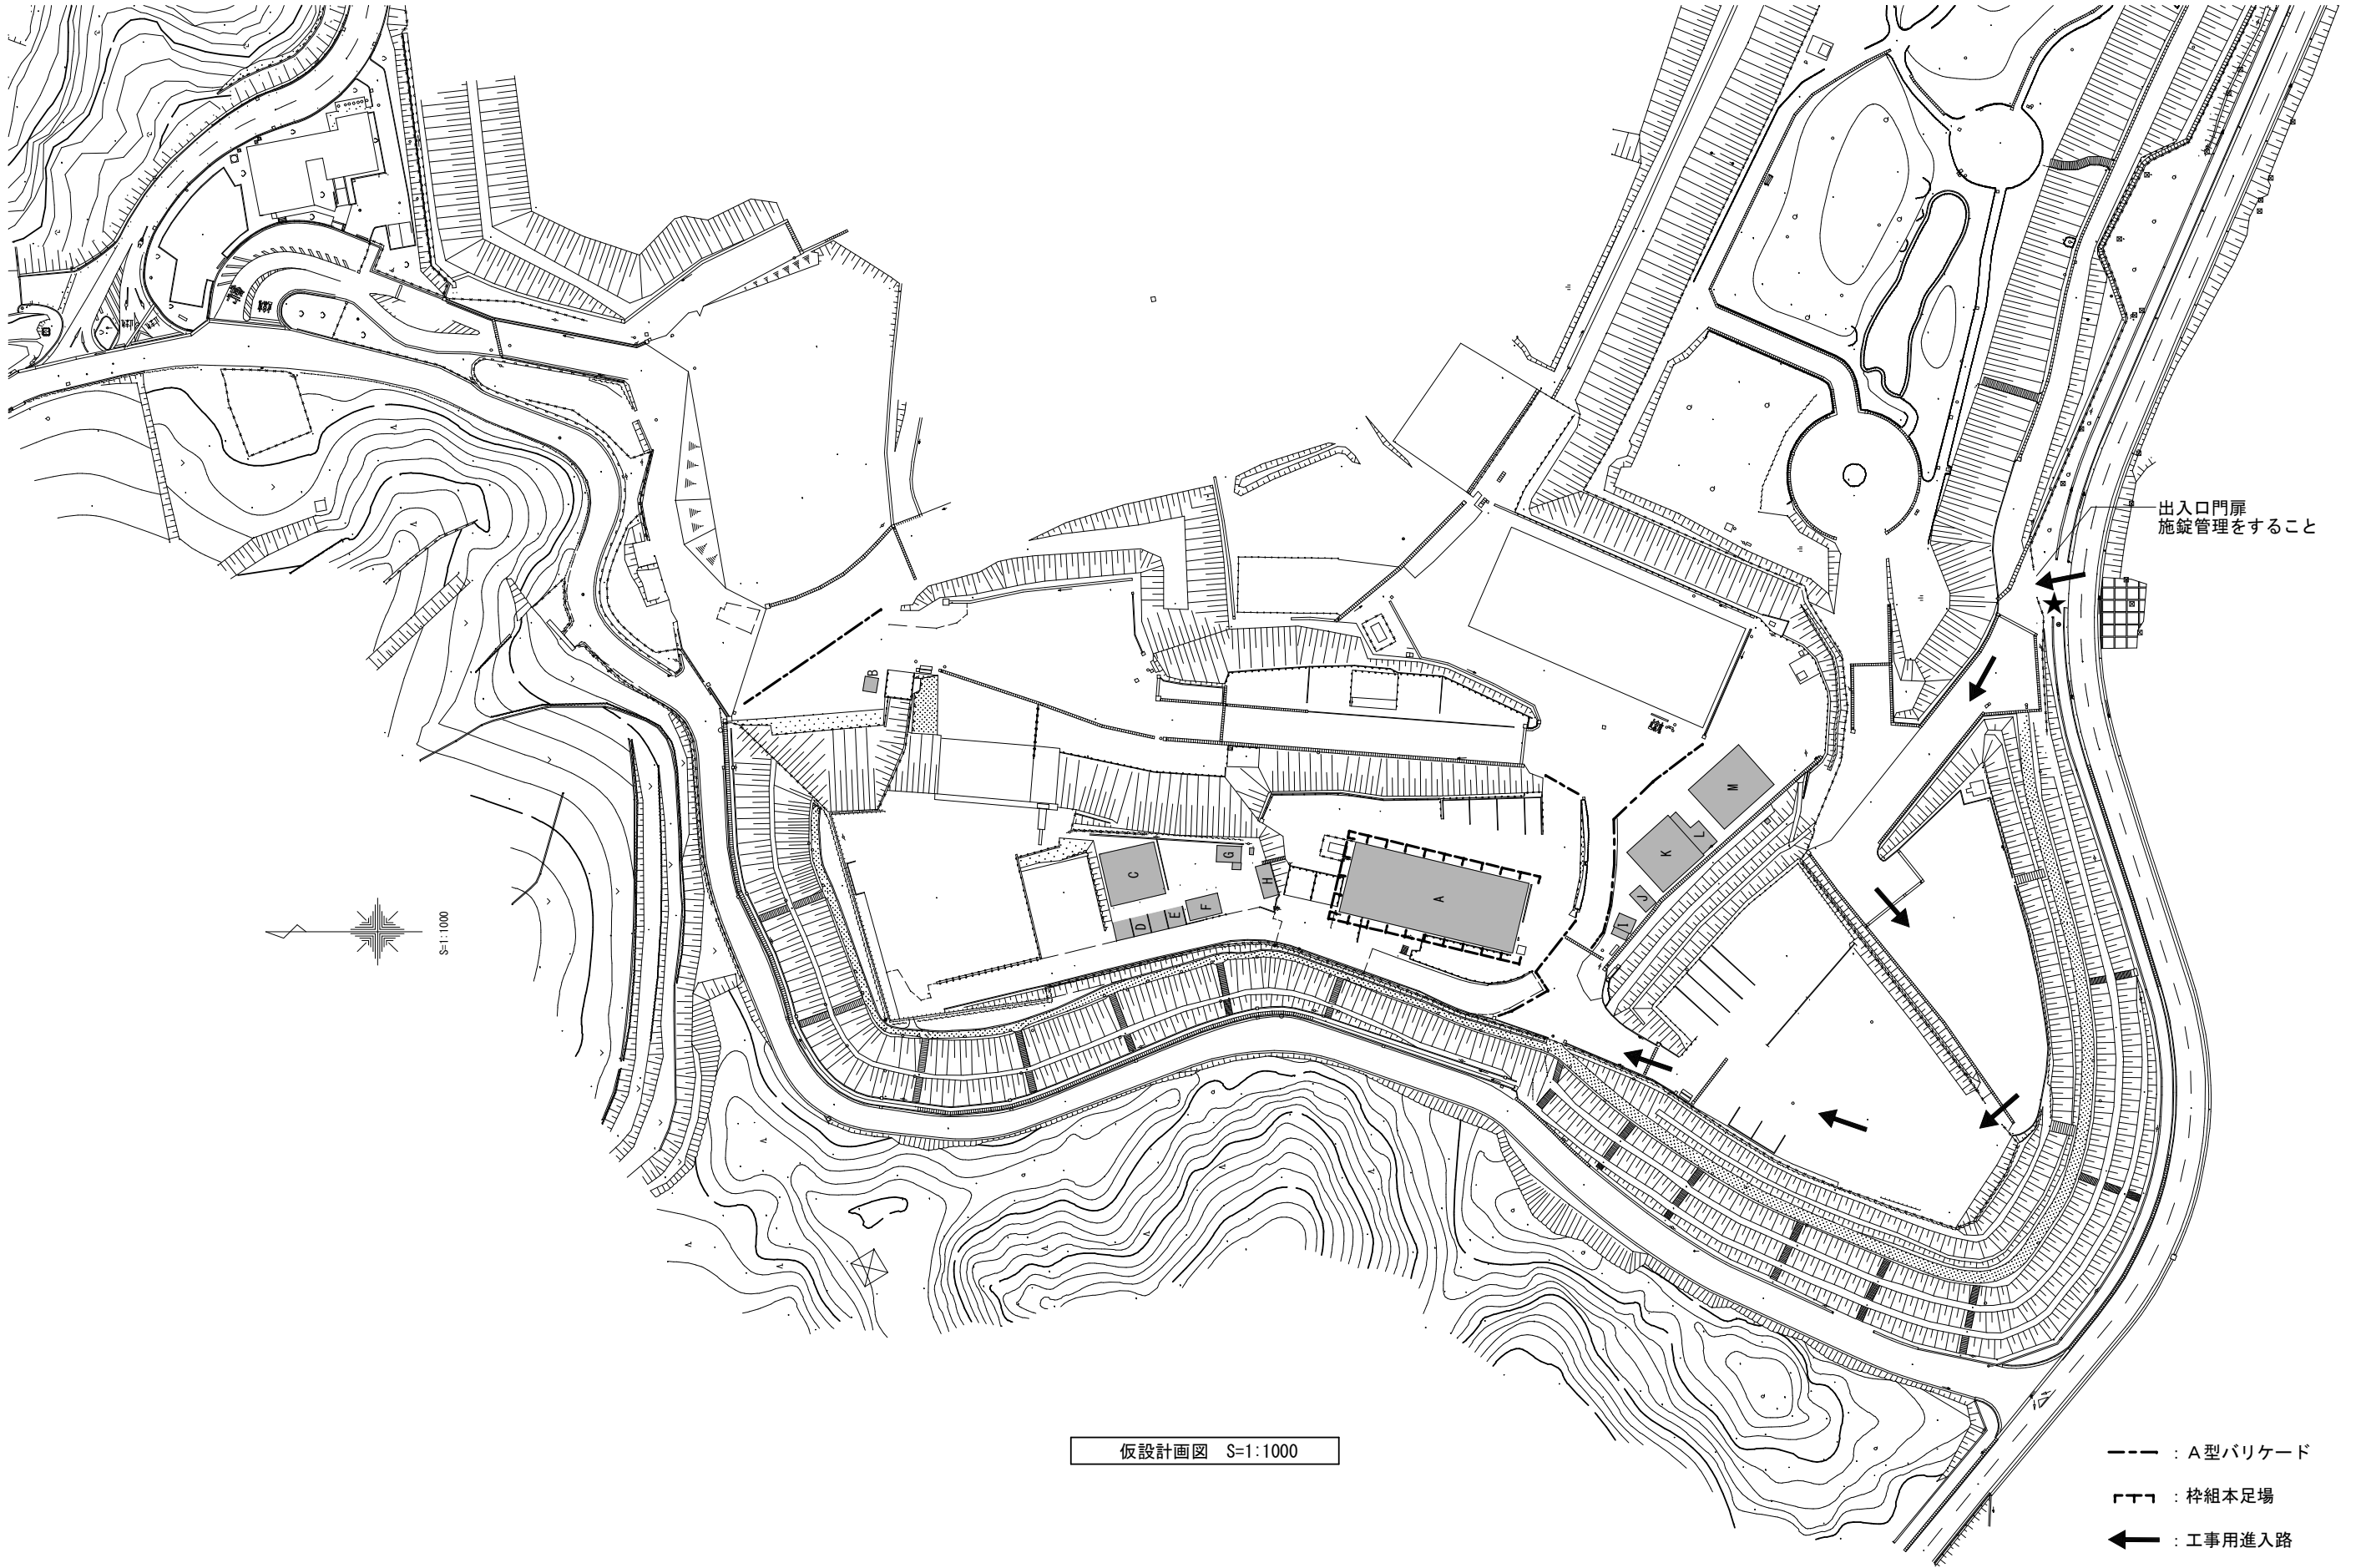 出入口門扉
施錠管理をすること
B
M
L
K
G
C
H
J
A
F
E
D
I
S=1:1000
仮設計画図 S=1:1000
：Ａ型バリケード
：枠組本足場
：工事用進入路